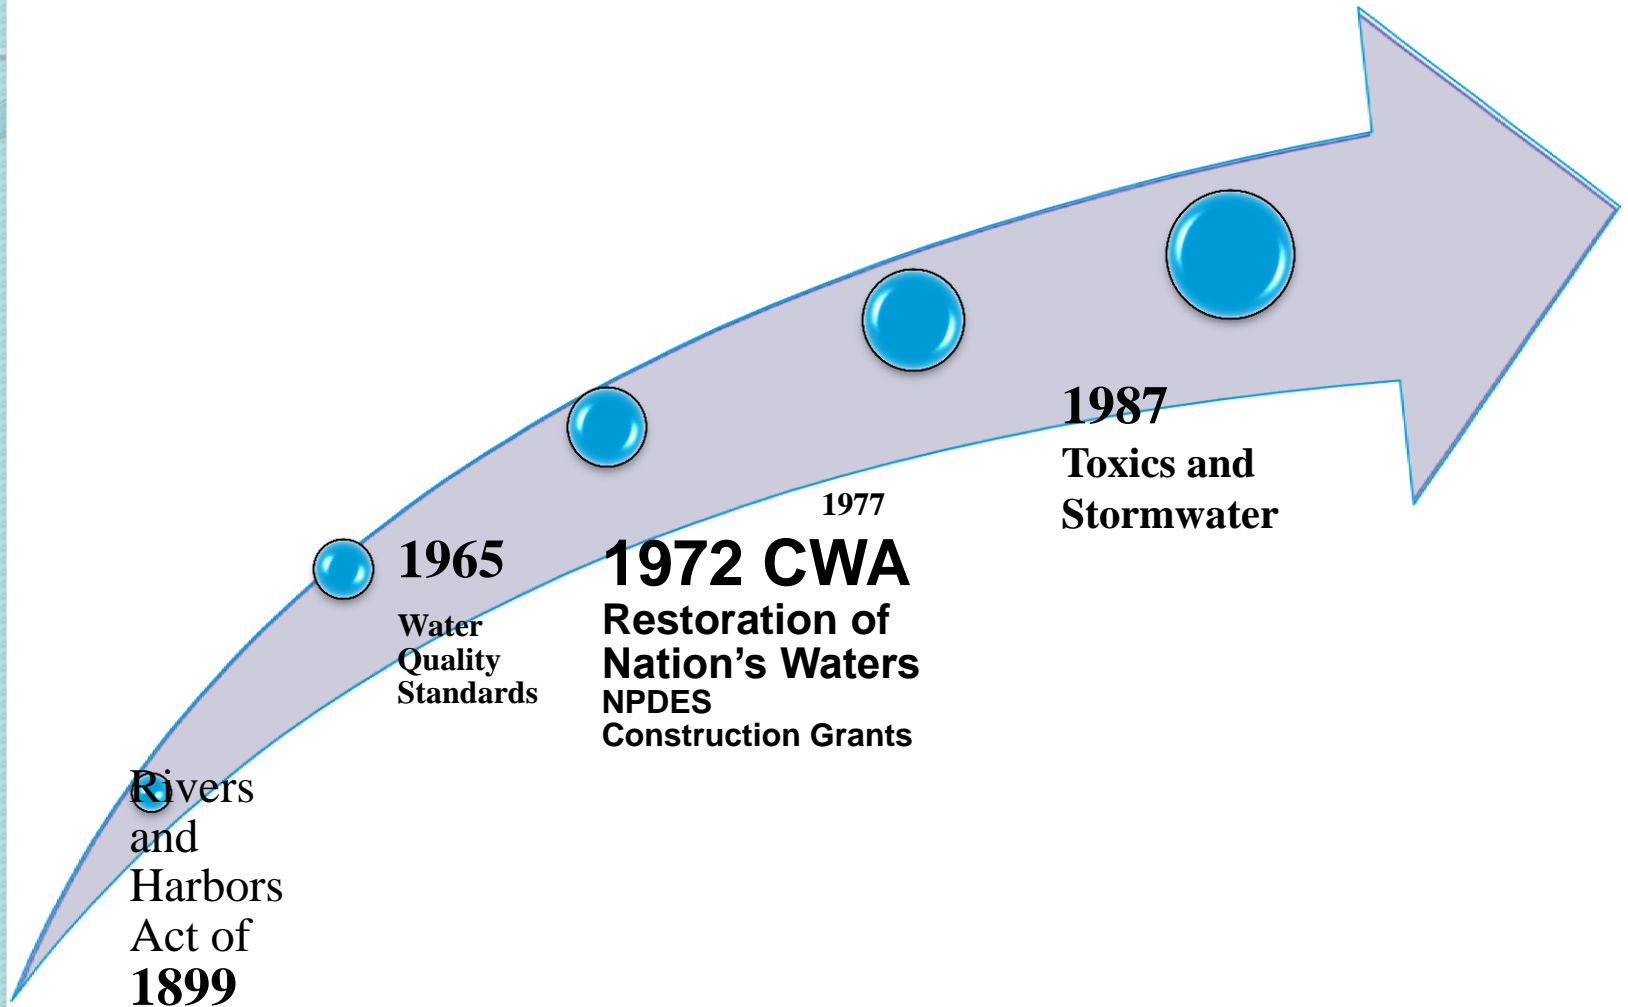 Rivers
and
Harbors
Act of
1899
1965
Water
Quality
Standards
1972 CWA
Restoration of
Nation’s Waters
NPDES
Construction Grants
1977
1987
Toxics and
Stormwater